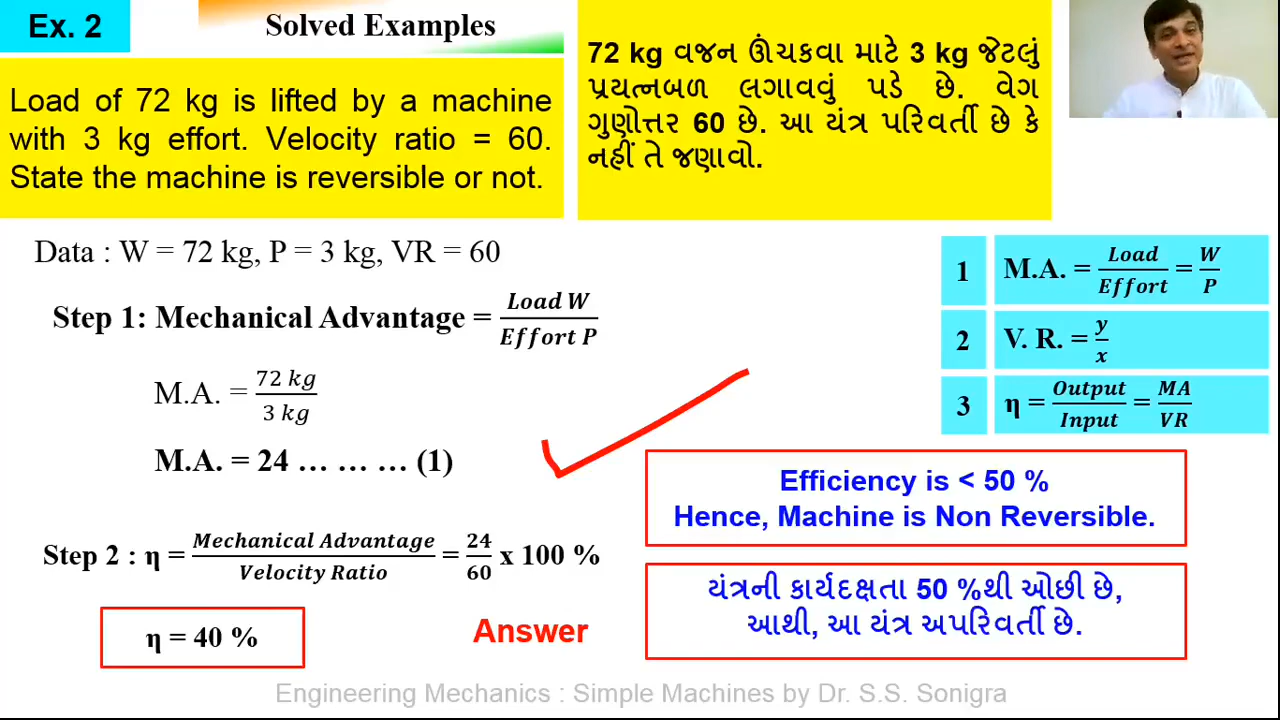 Ex. 2
Solved Examples
Load of 72 kg is lifted by a machine
with 3 kg effort. Velocity ratio = 60.
State the machine is reversible or not.
72 kg વજન ઊંચકવા માટે 3 kg જેટલું
પ્રયત્નબળ લગાવવું પડે છે. વેગ
ગુણોત્તર 60 છે. આ યંત્ર પરિવર્તી છે કે
નહીં તે જણાવો.
Data : W = 72 kg, P = 3 kg, VR = 60
Step 1: Mechanical Advantage = Load W / Effort P
M.A. = 72 kg / 3 kg
M.A. = 24 … … … (1)
Step 2 : η = Mechanical Advantage / Velocity Ratio = 24 / 60 x 100 %
η = 40 %
Answer
1 M.A. = Load / Effort = W / P
2 V. R. = y / x
3 η = Output / Input = MA / VR
Efficiency is < 50 %
Hence, Machine is Non Reversible.
યંત્રની કાર્યદક્ષતા 50 %થી ઓછી છે,
આથી, આ યંત્ર અપરિવર્તી છે.
Engineering Mechanics : Simple Machines by Dr. S.S. Sonigra